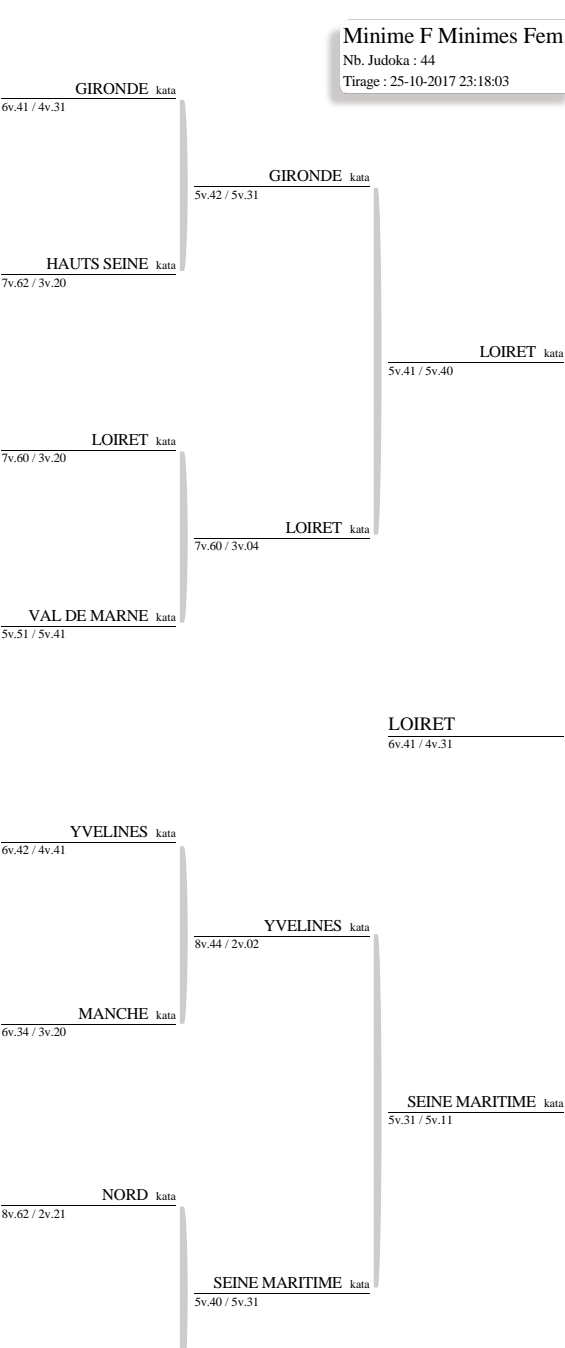 Minime F Minimes Fem
Nb. Judoka : 44
Tirage : 25-10-2017 23:18:03
GIRONDE kata
6v.41 / 4v.31
GIRONDE kata
5v.42 / 5v.31
HAUTS SEINE kata
7v.62 / 3v.20
LOIRET kata
5v.41 / 5v.40
LOIRET kata
7v.60 / 3v.20
LOIRET kata
7v.60 / 3v.04
VAL DE MARNE kata
5v.51 / 5v.41
LOIRET
6v.41 / 4v.31
YVELINES kata
6v.42 / 4v.41
YVELINES kata
8v.44 / 2v.02
MANCHE kata
6v.34 / 3v.20
SEINE MARITIME kata
5v.31 / 5v.11
NORD kata
8v.62 / 2v.21
SEINE MARITIME kata
5v.40 / 5v.31